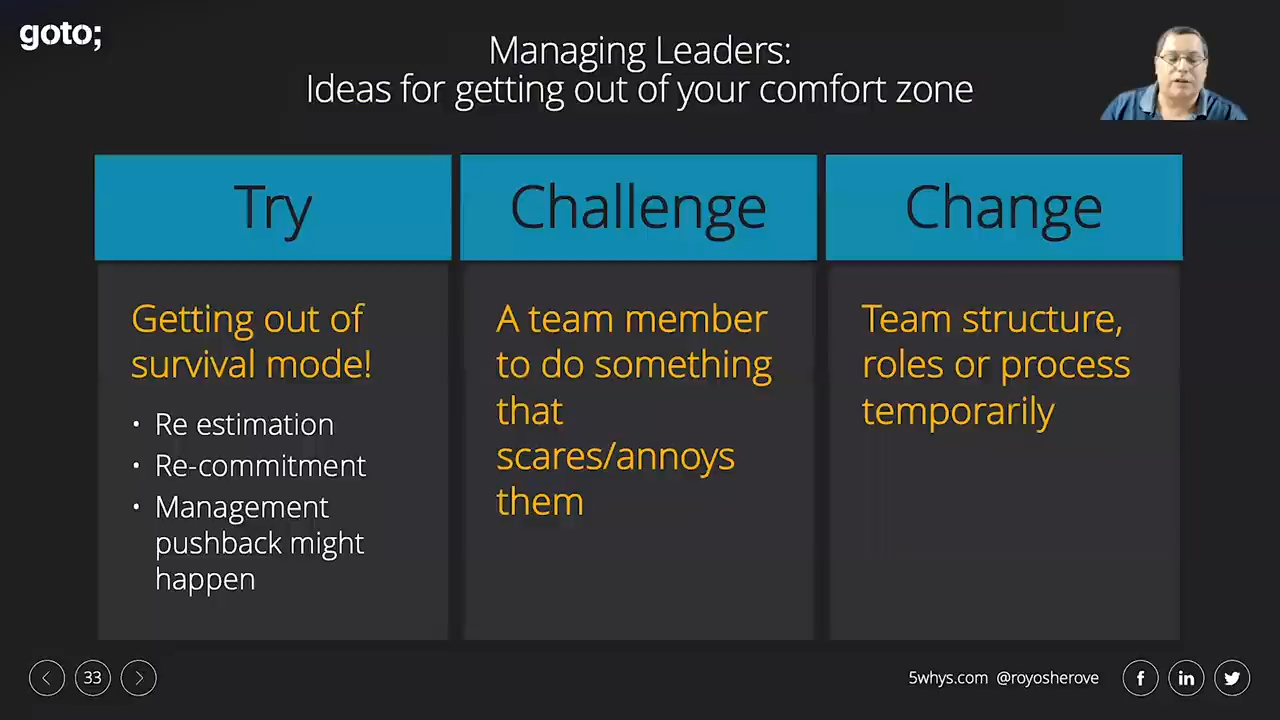 goto;
Managing Leaders:
Ideas for getting out of your comfort zone
Try
Getting out of
survival mode!
• Re estimation
• Re-commitment
• Management
pushback might
happen
Challenge
A team member
to do something
that
scares/annoys
them
Change
Team structure,
roles or process
temporarily
33
5whys.com @royosherove
f
in